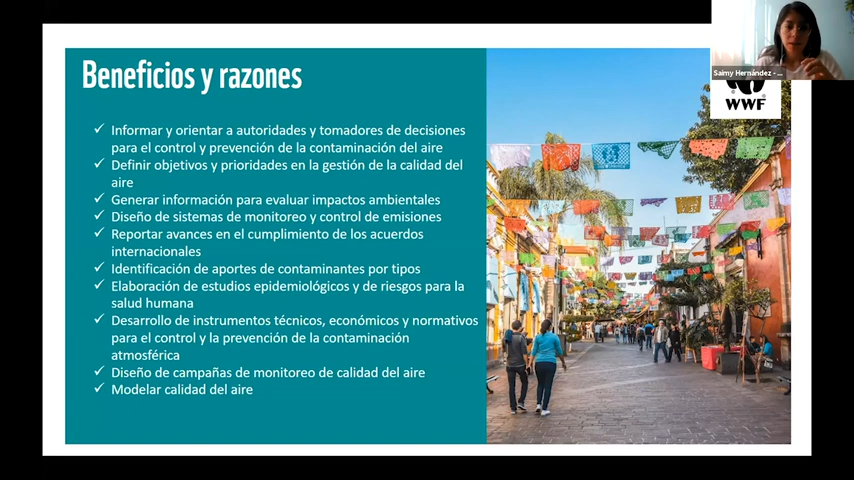 Beneficios y razones
✓ Informar y orientar a autoridades y tomadores de decisiones
para el control y prevención de la contaminación del aire
✓ Definir objetivos y prioridades en la gestión de la calidad del
aire
✓ Generar información para evaluar impactos ambientales
✓ Diseño de sistemas de monitoreo y control de emisiones
✓ Reportar avances en el cumplimiento de los acuerdos
internacionales
✓ Identificación de aportes de contaminantes por tipos
✓ Elaboración de estudios epidemiológicos y de riesgos para la
salud humana
✓ Desarrollo de instrumentos técnicos, económicos y normativos
para el control y la prevención de la contaminación
atmosférica
✓ Diseño de campañas de monitoreo de calidad del aire
✓ Modelar calidad del aire
Saimy Hernández - ...
WWF